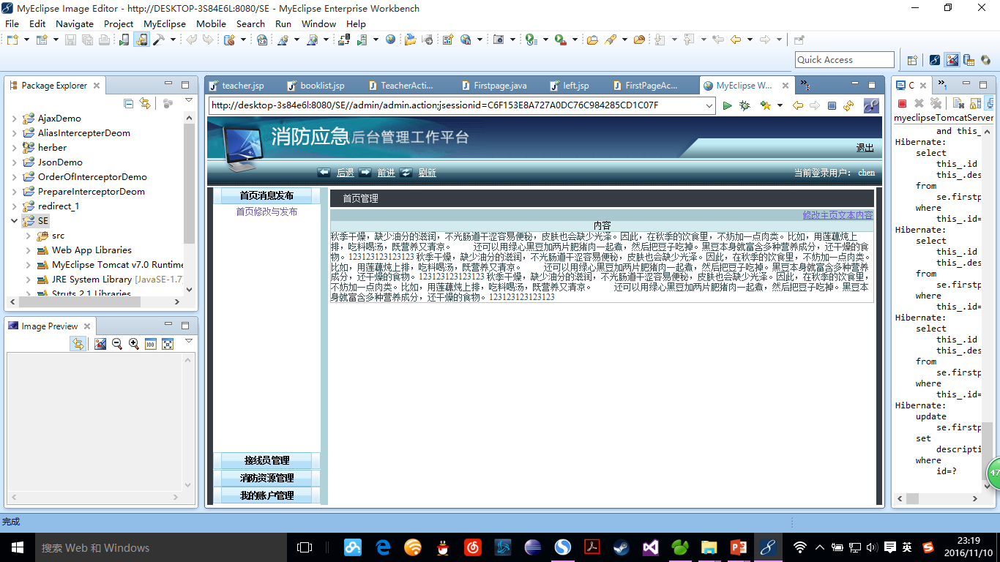 MyEclipse Image Editor - http://DESKTOP-3S84E6L:8080/SE - MyEclipse Enterprise Workbench
File Edit Navigate Project MyEclipse Mobile Search Run Window Help
Quick Access
Package Explorer
AjaxDemo
AliasIntercepterDeom
herber
JsonDemo
OrderOfInterceptorDemo
PrepareInterceptorDeom
redirect_1
SE
src
Web App Libraries
MyEclipse Tomcat v7.0 Runtime
JRE System Library [JavaSE-1.7]
Struts 2.1 Libraries
Image Preview
teacher.jsp booklist.jsp TeacherActi... Firstpage.java left.jsp FirstPageAc... MyEclipse W...
http://desktop-3s84e6l:8080/SE//admin/admin.action;jsessionid=C6F153E8A727A0DC76C984285CD1C07F
消防应急后台管理工作平台
退出
后退 前进 刷新
当前登录用户： chen
首页消息发布
首页修改与发布
接线员管理
消防资源管理
我的账户管理
首页管理
修改主页文本内容
内容
秋季干燥，缺少油分的滋润，不光肠道干涩容易便秘，皮肤也会缺少光泽。因此，在秋季的饮食里，不妨加一点肉类。比如，用莲藕炖上
排，吃料喝汤，既营养又清凉。 还可以用绿心黑豆加两片肥猪肉一起煮，然后把豆子吃掉。黑豆本身就富含多种营养成分，还干燥的食
物。123123123123123 秋季干燥，缺少油分的滋润，不光肠道干涩容易便秘，皮肤也会缺少光泽。因此，在秋季的饮食里，不妨加一点肉类。
比如，用莲藕炖上排，吃料喝汤，既营养又清凉。 还可以用绿心黑豆加两片肥猪肉一起煮，然后把豆子吃掉。黑豆本身就富含多种营养
成分，还干燥的食物。123123123123123 秋季干燥，缺少油分的滋润，不光肠道干涩容易便秘，皮肤也会缺少光泽。因此，在秋季的饮食里，
不妨加一点肉类。比如，用莲藕炖上排，吃料喝汤，既营养又清凉。 还可以用绿心黑豆加两片肥猪肉一起煮，然后把豆子吃掉。黑豆本
身就富含多种营养成分，还干燥的食物。123123123123123
C
1
myeclipseTomcatServer
and this_
Hibernate:
select
this_.id
this_.des
from
se.firstp
where
this_.id=
Hibernate:
select
this_.id
this_.des
from
se.firstp
where
this_.id=
Hibernate:
select
this_.id
this_.des
from
se.firstp
where
this_.id=
Hibernate:
update
se.firstp
set
descripti
where
id=?
47
完成
搜索 Web 和 Windows
英
23:19
2016/11/10